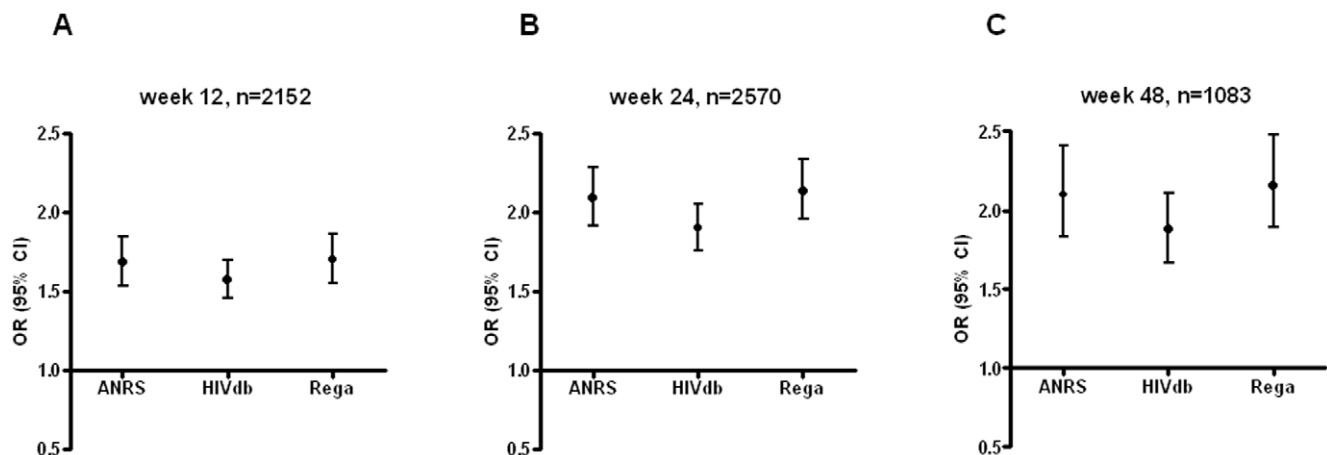 A
B
C
week 12, n=2152
week 24, n=2570
week 48, n=1083
OR (95% CI)
2.5
2.0
1.5
1.0
0.5
ANRS HIVdb Rega
OR (95% CI)
2.5
2.0
1.5
1.0
0.5
ANRS HIVdb Rega
OR (95% CI)
2.5
2.0
1.5
1.0
0.5
ANRS HIVdb Rega